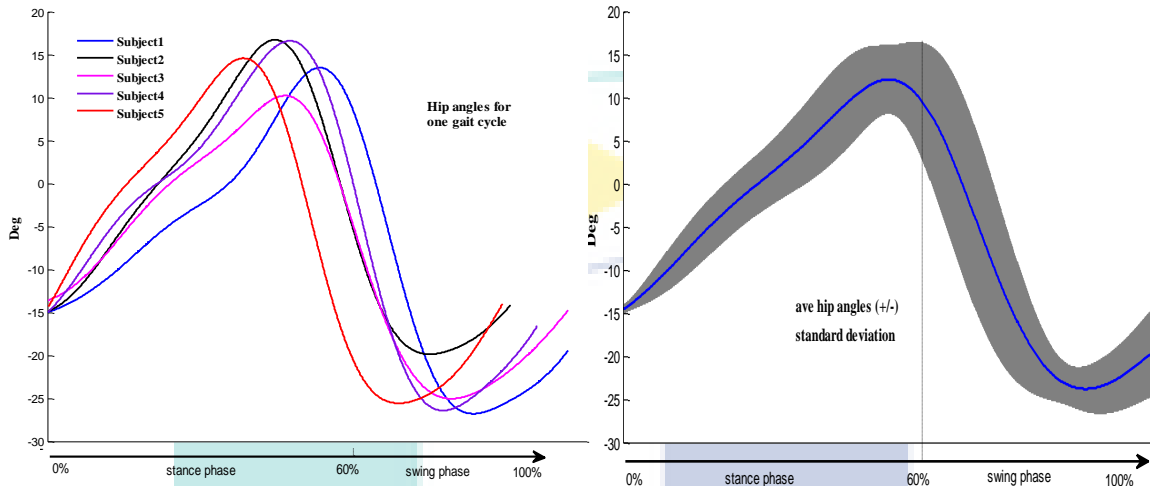 20
15
10
5
0
-5
-10
-15
-20
-25
-30
Deg
Subject1
Subject2
Subject3
Subject4
Subject5
Hip angles for
one gait cycle
0% stance phase 60% swing phase 100%
20
15
10
5
0
-5
-10
-15
-20
-25
-30
Deg
ave hip angles (+/-)
standard deviation
0% stance phase 60% swing phase 100%